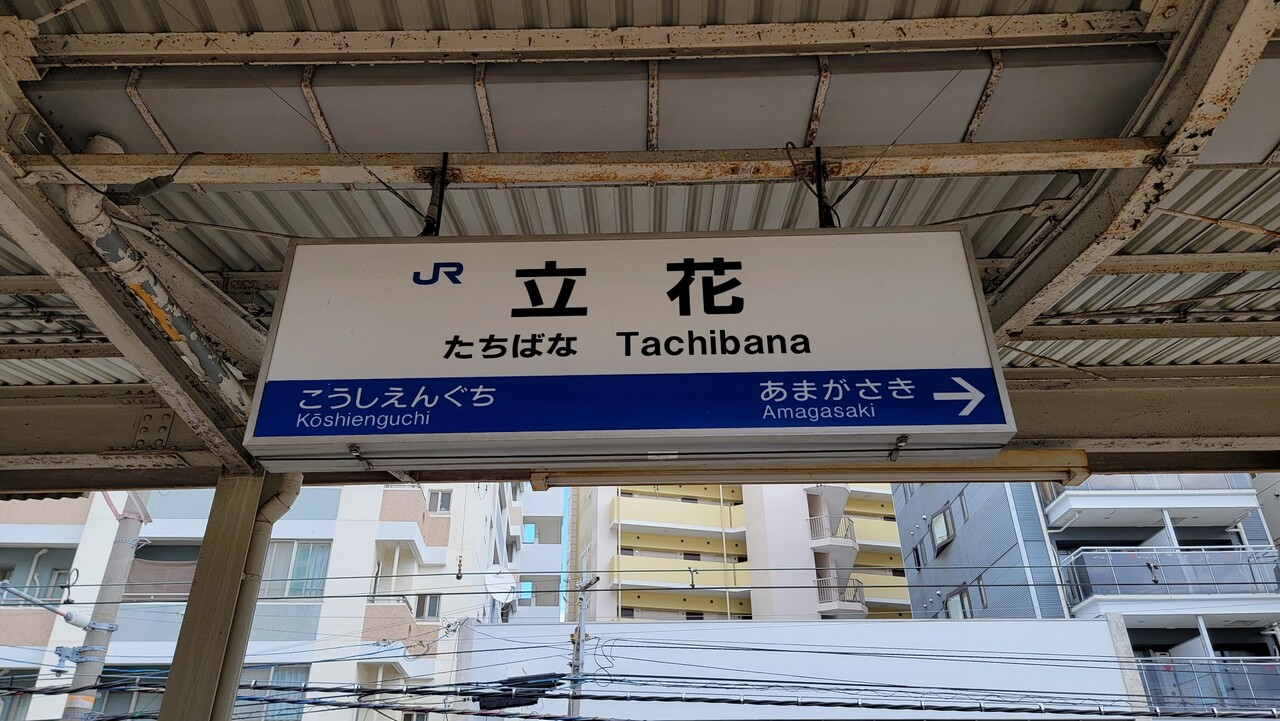 JR 立花
たちばな Tachibana
こうしえんぐち あまがさき →
Kōshienguchi Amagasaki